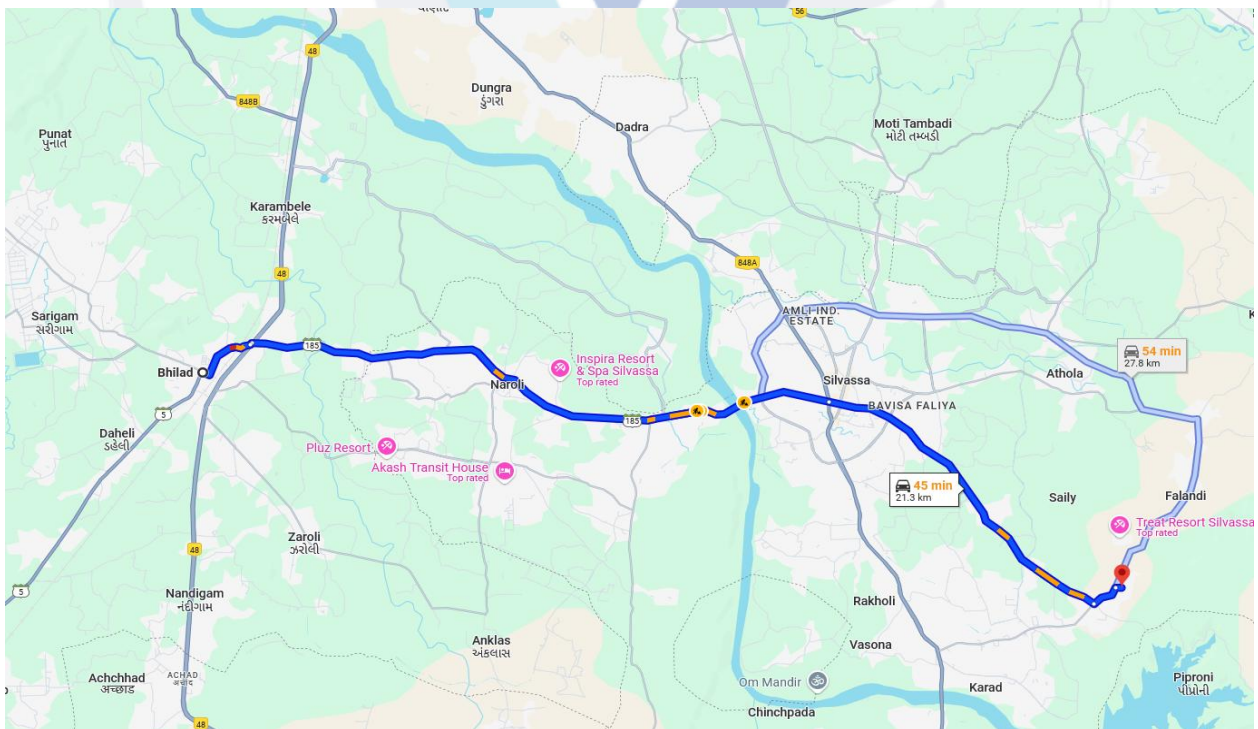 56
48
Dungra
ડુંગરા
848B
Dadra
Moti Tambadi
મોટી તમ્બડી
Punat
પુનાત
Karambele
કરમબેલે
48
848A
Sarigam
સરીગામ
AMLI IND.
ESTATE
185
Bhilad
Inspira Resort
& Spa Silvassa
Top rated
54 min
27.8 km
Naroli
Silvassa
Athola
BAVISA FALIYA
5
185
Daheli
ડહેલી
Pluz Resort
Akash Transit House
Top rated
45 min
21.3 km
Saily
Falandi
Treat Resort Silvassa
Top rated
Zaroli
ઝરોલી
48
5
Nandigam
નંદીગામ
Rakholi
Anklas
અંકલાસ
Vasona
Achchhad
અચ્છાડ
ACHAD
अचाड
Om Mandir
Karad
Piproni
પીપ્રોની
Chinchpada
48